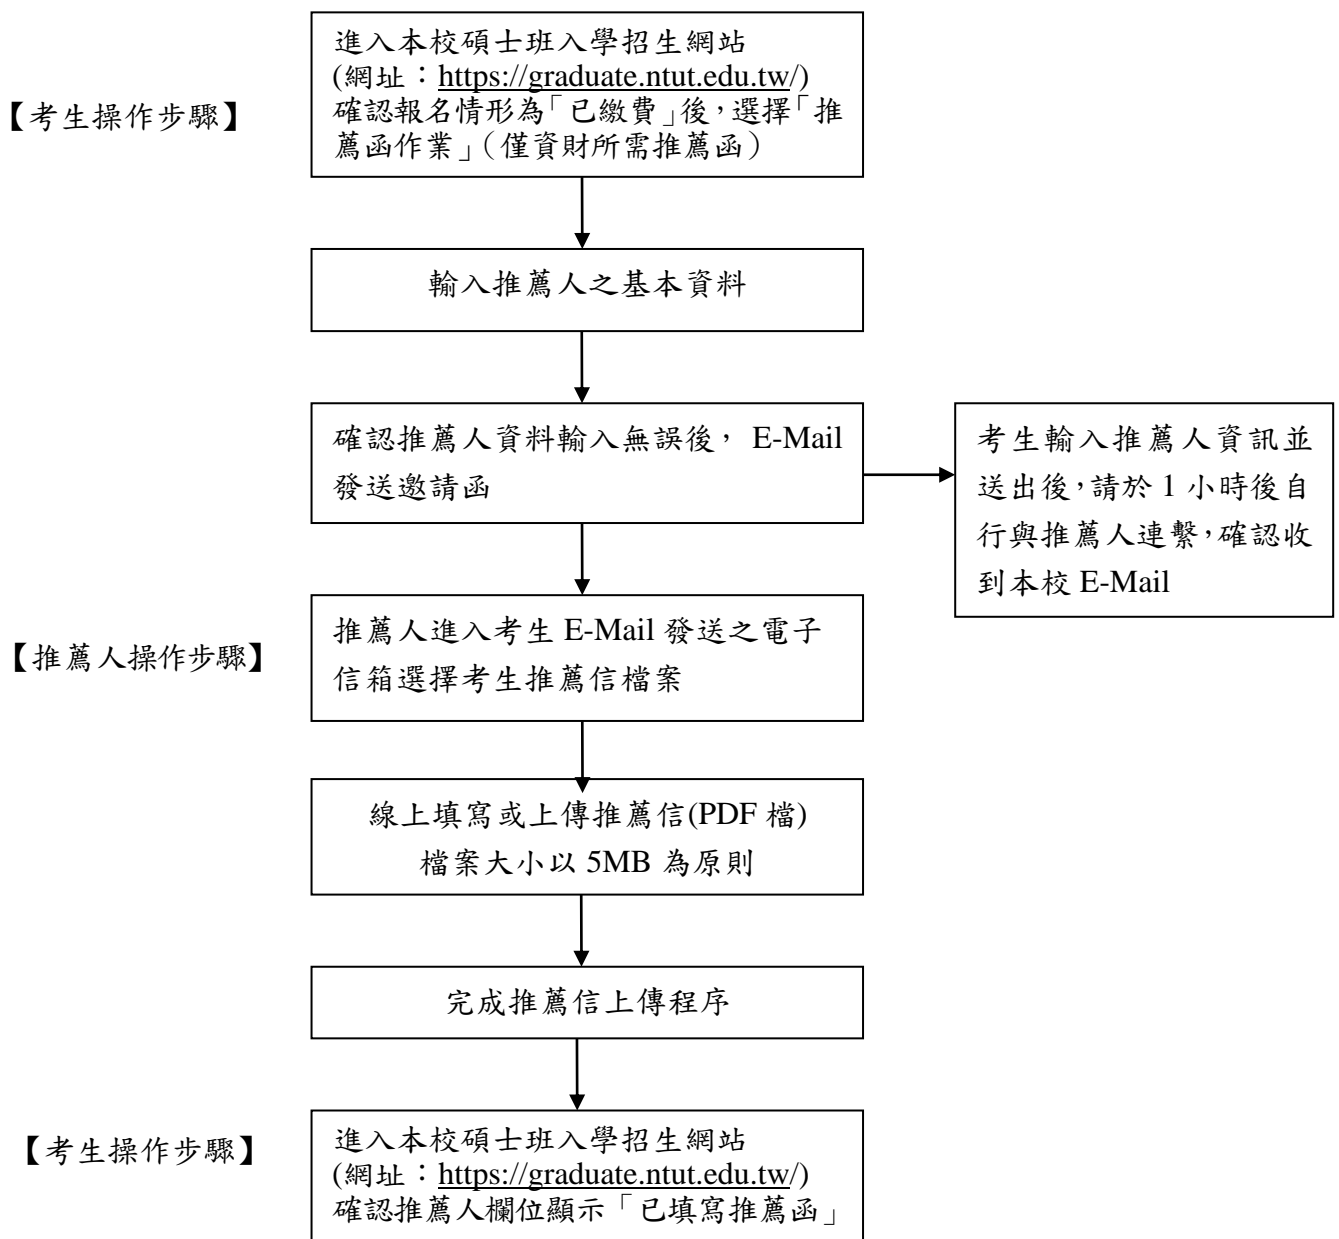 進入本校碩士班入學招生網站
(網址：https://graduate.ntut.edu.tw/)
【考生操作步驟】
確認報名情形為「已繳費」後，選擇「推
薦函作業」（僅資財所需推薦函）
輸入推薦人之基本資料
確認推薦人資料輸入無誤後， E-Mail
發送邀請函
考生輸入推薦人資訊並
送出後，請於 1 小時後自
行與推薦人連繫，確認收
到本校 E-Mail
【推薦人操作步驟】
推薦人進入考生 E-Mail 發送之電子
信箱選擇考生推薦信檔案
線上填寫或上傳推薦信(PDF 檔)
檔案大小以 5MB 為原則
完成推薦信上傳程序
【考生操作步驟】
進入本校碩士班入學招生網站
(網址：https://graduate.ntut.edu.tw/)
確認推薦人欄位顯示「已填寫推薦函」